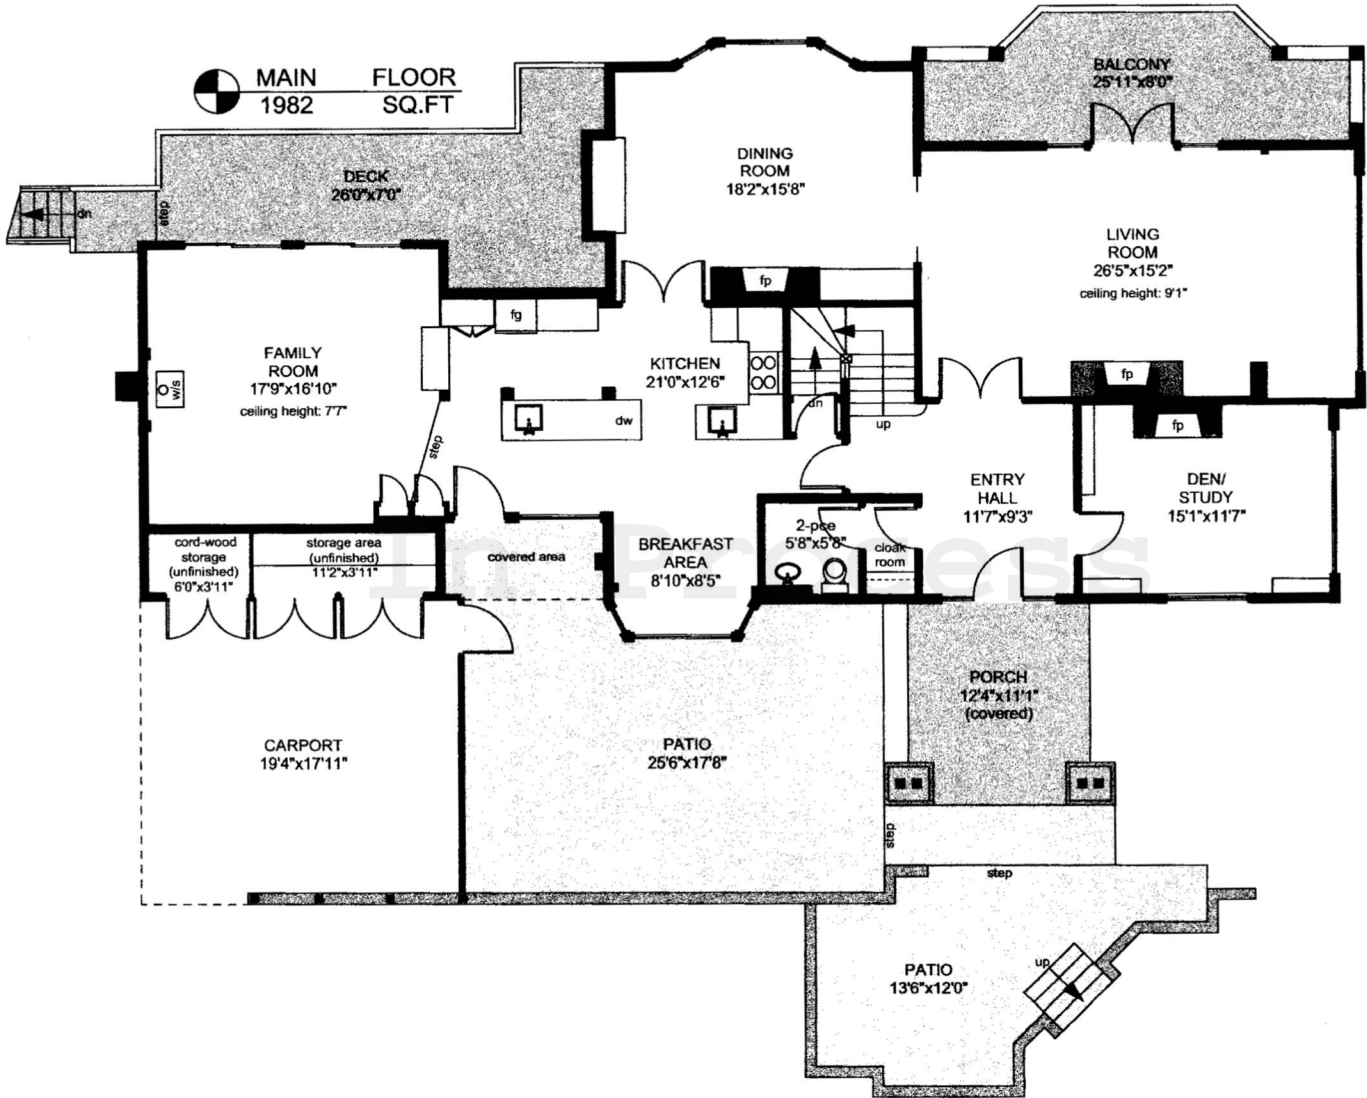 MAIN FLOOR
1982 SQ.FT
BALCONY
25'11"x8'0"
DECK
26'0"x7'0"
dn
step
DINING
ROOM
18'2"x15'8"
LIVING
ROOM
26'5"x15'2"
ceiling height: 9'1"
fp
fg
FAMILY
ROOM
17'9"x16'10"
ceiling height: 7'7"
w/s
KITCHEN
21'0"x12'6"
dw
step
dn
up
fp
fp
ENTRY
HALL
11'7"x9'3"
DEN/
STUDY
15'1"x11'7"
2-pce
5'8"x5'8"
cloak
room
cord-wood
storage
(unfinished)
6'0"x3'11"
storage area
(unfinished)
11'2"x3'11"
covered area
BREAKFAST
AREA
8'10"x8'5"
In Process
PORCH
12'4"x11'1"
(covered)
CARPORT
19'4"x17'11"
PATIO
25'6"x17'8"
step
step
PATIO
13'6"x12'0"
up